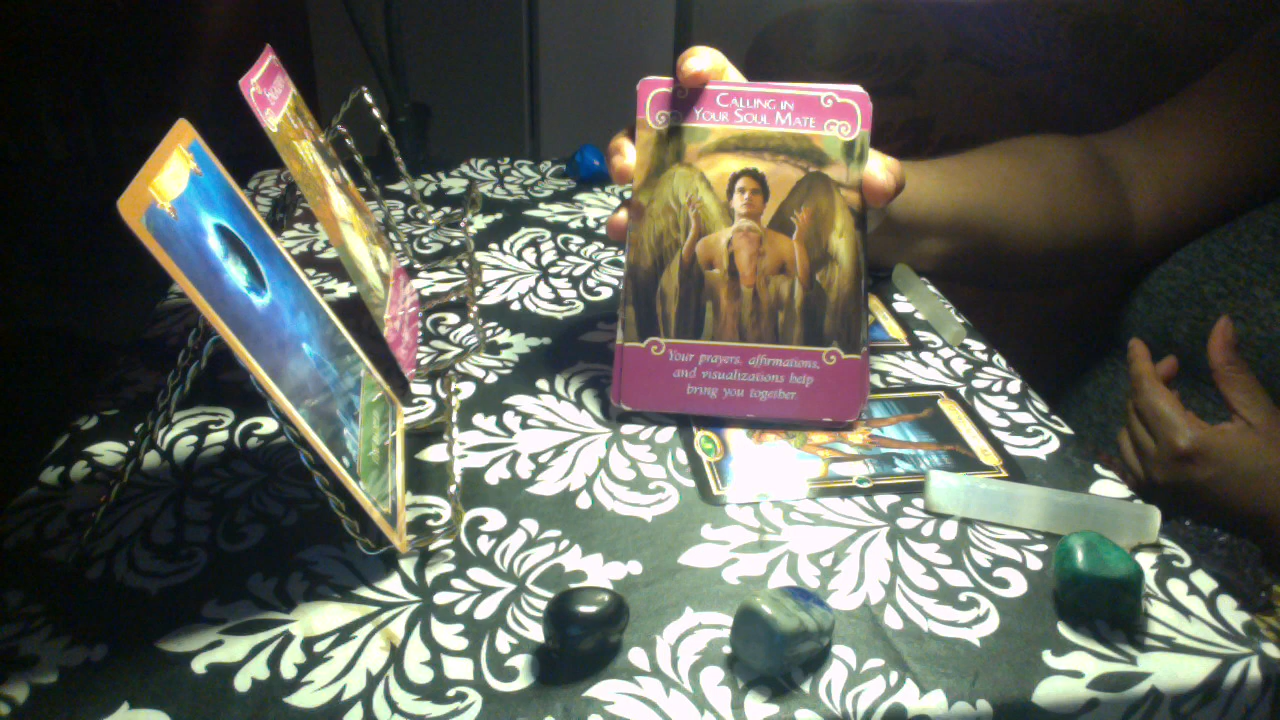 CALLING IN
YOUR SOUL MATE
Your prayers, affirmations,
and visualizations help
bring you together.